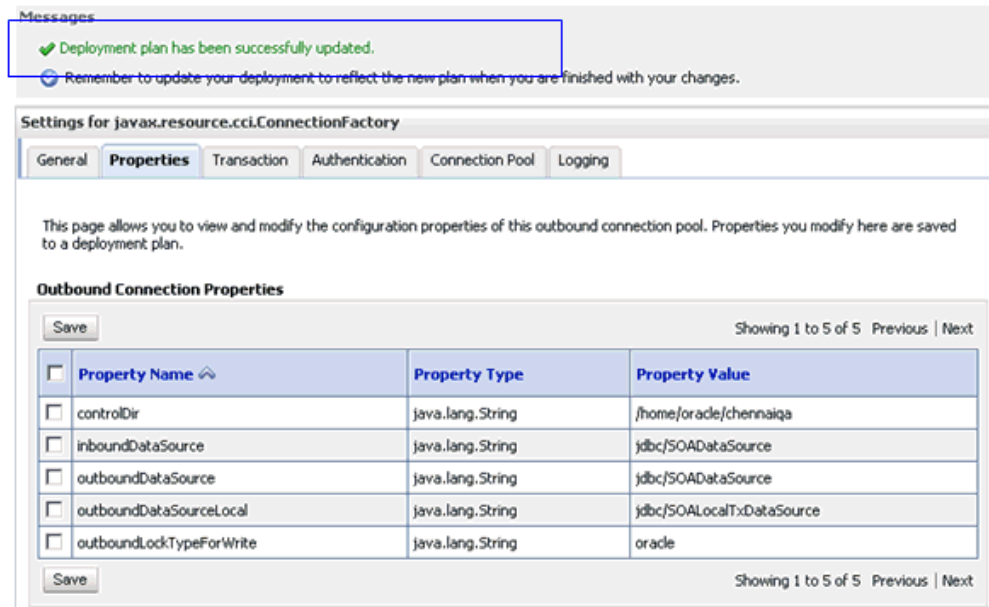 Messages
Deployment plan has been successfully updated.
Remember to update your deployment to reflect the new plan when you are finished with your changes.
Settings for javax.resource.cci.ConnectionFactory
General Properties Transaction Authentication Connection Pool Logging
This page allows you to view and modify the configuration properties of this outbound connection pool. Properties you modify here are saved
to a deployment plan.
Outbound Connection Properties
Save Showing 1 to 5 of 5 Previous | Next
Property Name Property Type Property Value
controlDir java.lang.String /home/oracle/chennaiqa
inboundDataSource java.lang.String jdbc/SOADataSource
outboundDataSource java.lang.String jdbc/SOADataSource
outboundDataSourceLocal java.lang.String jdbc/SOALocalTxDataSource
outboundLockTypeForWrite java.lang.String oracle
Save Showing 1 to 5 of 5 Previous | Next